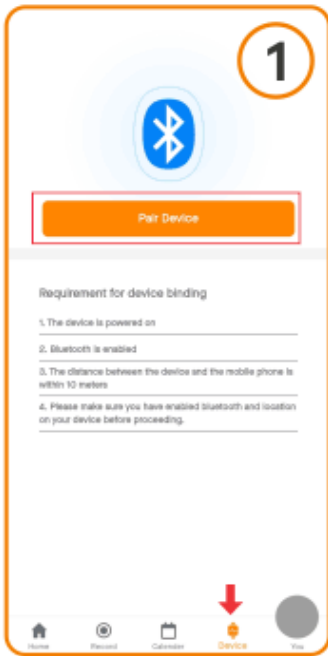 1
Pair Device
Requirement for device binding
1. The device is powered on
2. Bluetooth is enabled
3. The distance between the device and the mobile phone is
within 10 meters
4. Please make sure you have enabled bluetooth and location
on your device before proceeding.
Home Record Calendar Device You